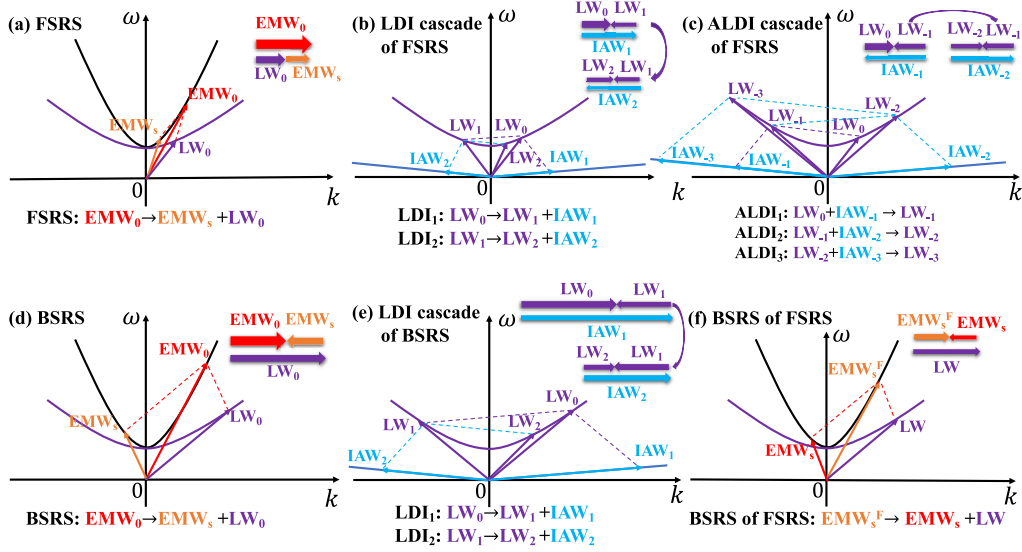 (a) FSRS
ω
EMW₀
LW₀ EMWₛ
EMW₀
EMWₛ
LW₀
0
k
FSRS: EMW₀→EMWₛ+LW₀
(b) LDI cascade
of FSRS
ω
LW₀ LW₁
IAW₁
LW₂ LW₁
IAW₂
LW₁ LW₀
IAW₂ LW₂ IAW₁
0
k
LDI₁: LW₀→LW₁+IAW₁
LDI₂: LW₁→LW₂+IAW₂
(c) ALDI cascade
of FSRS
ω
LW₀ LW₋₁
IAW₋₁
LW₋₂ LW₋₁
IAW₋₂
LW₋₃
LW₋₂
LW₋₁
LW₀
IAW₋₃ IAW₋₁ IAW₋₂
0
k
ALDI₁: LW₀+IAW₋₁ → LW₋₁
ALDI₂: LW₋₁+IAW₋₂ → LW₋₂
ALDI₃: LW₋₂+IAW₋₃ → LW₋₃
(d) BSRS
ω
EMW₀ EMWₛ
LW₀
EMW₀
EMWₛ
LW₀
0
k
BSRS: EMW₀→EMWₛ+LW₀
(e) LDI cascade
of BSRS
ω
LW₀ LW₁
IAW₁
LW₂ LW₁
IAW₂
LW₀
LW₁ LW₂
IAW₂ IAW₁
0
k
LDI₁: LW₀→LW₁+IAW₁
LDI₂: LW₁→LW₂+IAW₂
(f) BSRS of FSRS
ω
EMWₛᶠ EMWₛ
LW
EMWₛᶠ
LW
EMWₛ
0
k
BSRS of FSRS: EMWₛᶠ→ EMWₛ+LW